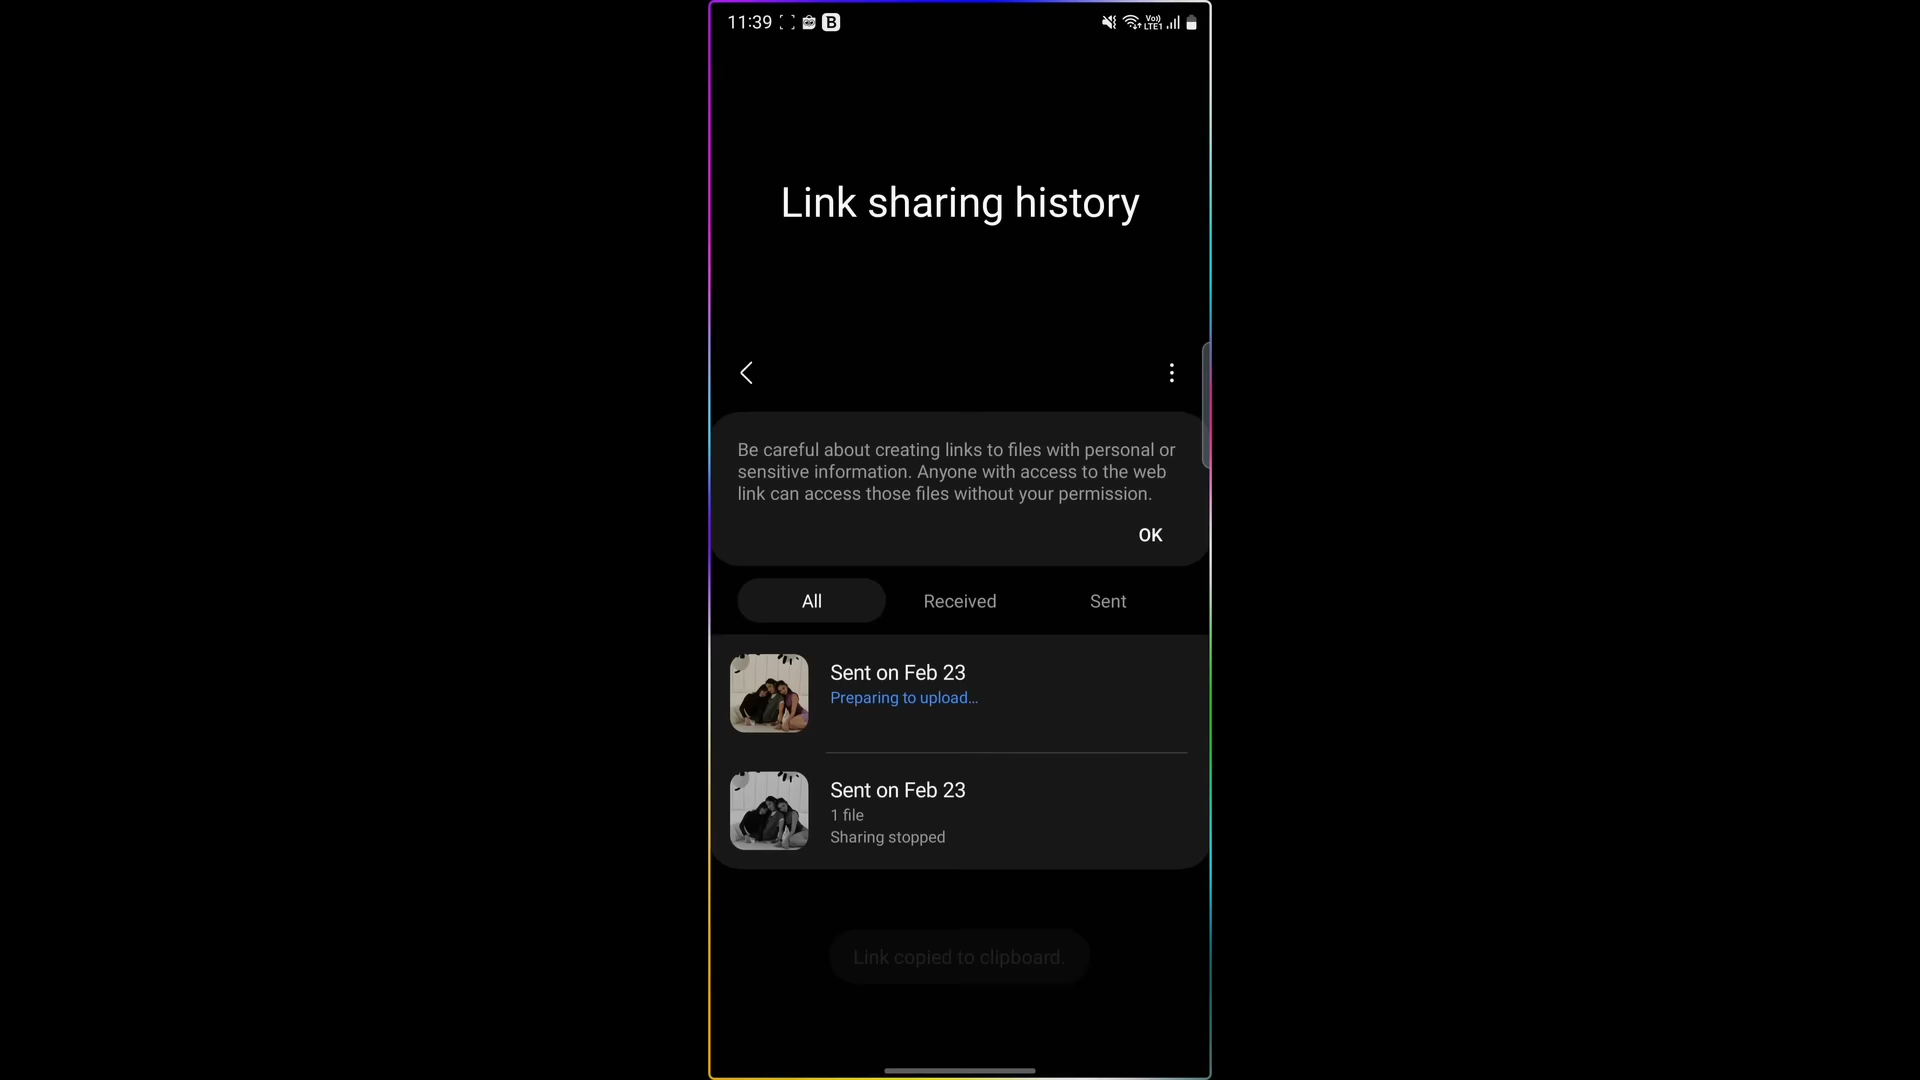 11:39 B Vo)) LTE1
Link sharing history
Be careful about creating links to files with personal or
sensitive information. Anyone with access to the web
link can access those files without your permission.
OK
All Received Sent
Sent on Feb 23
Preparing to upload...
Sent on Feb 23
1 file
Sharing stopped
Link copied to clipboard.